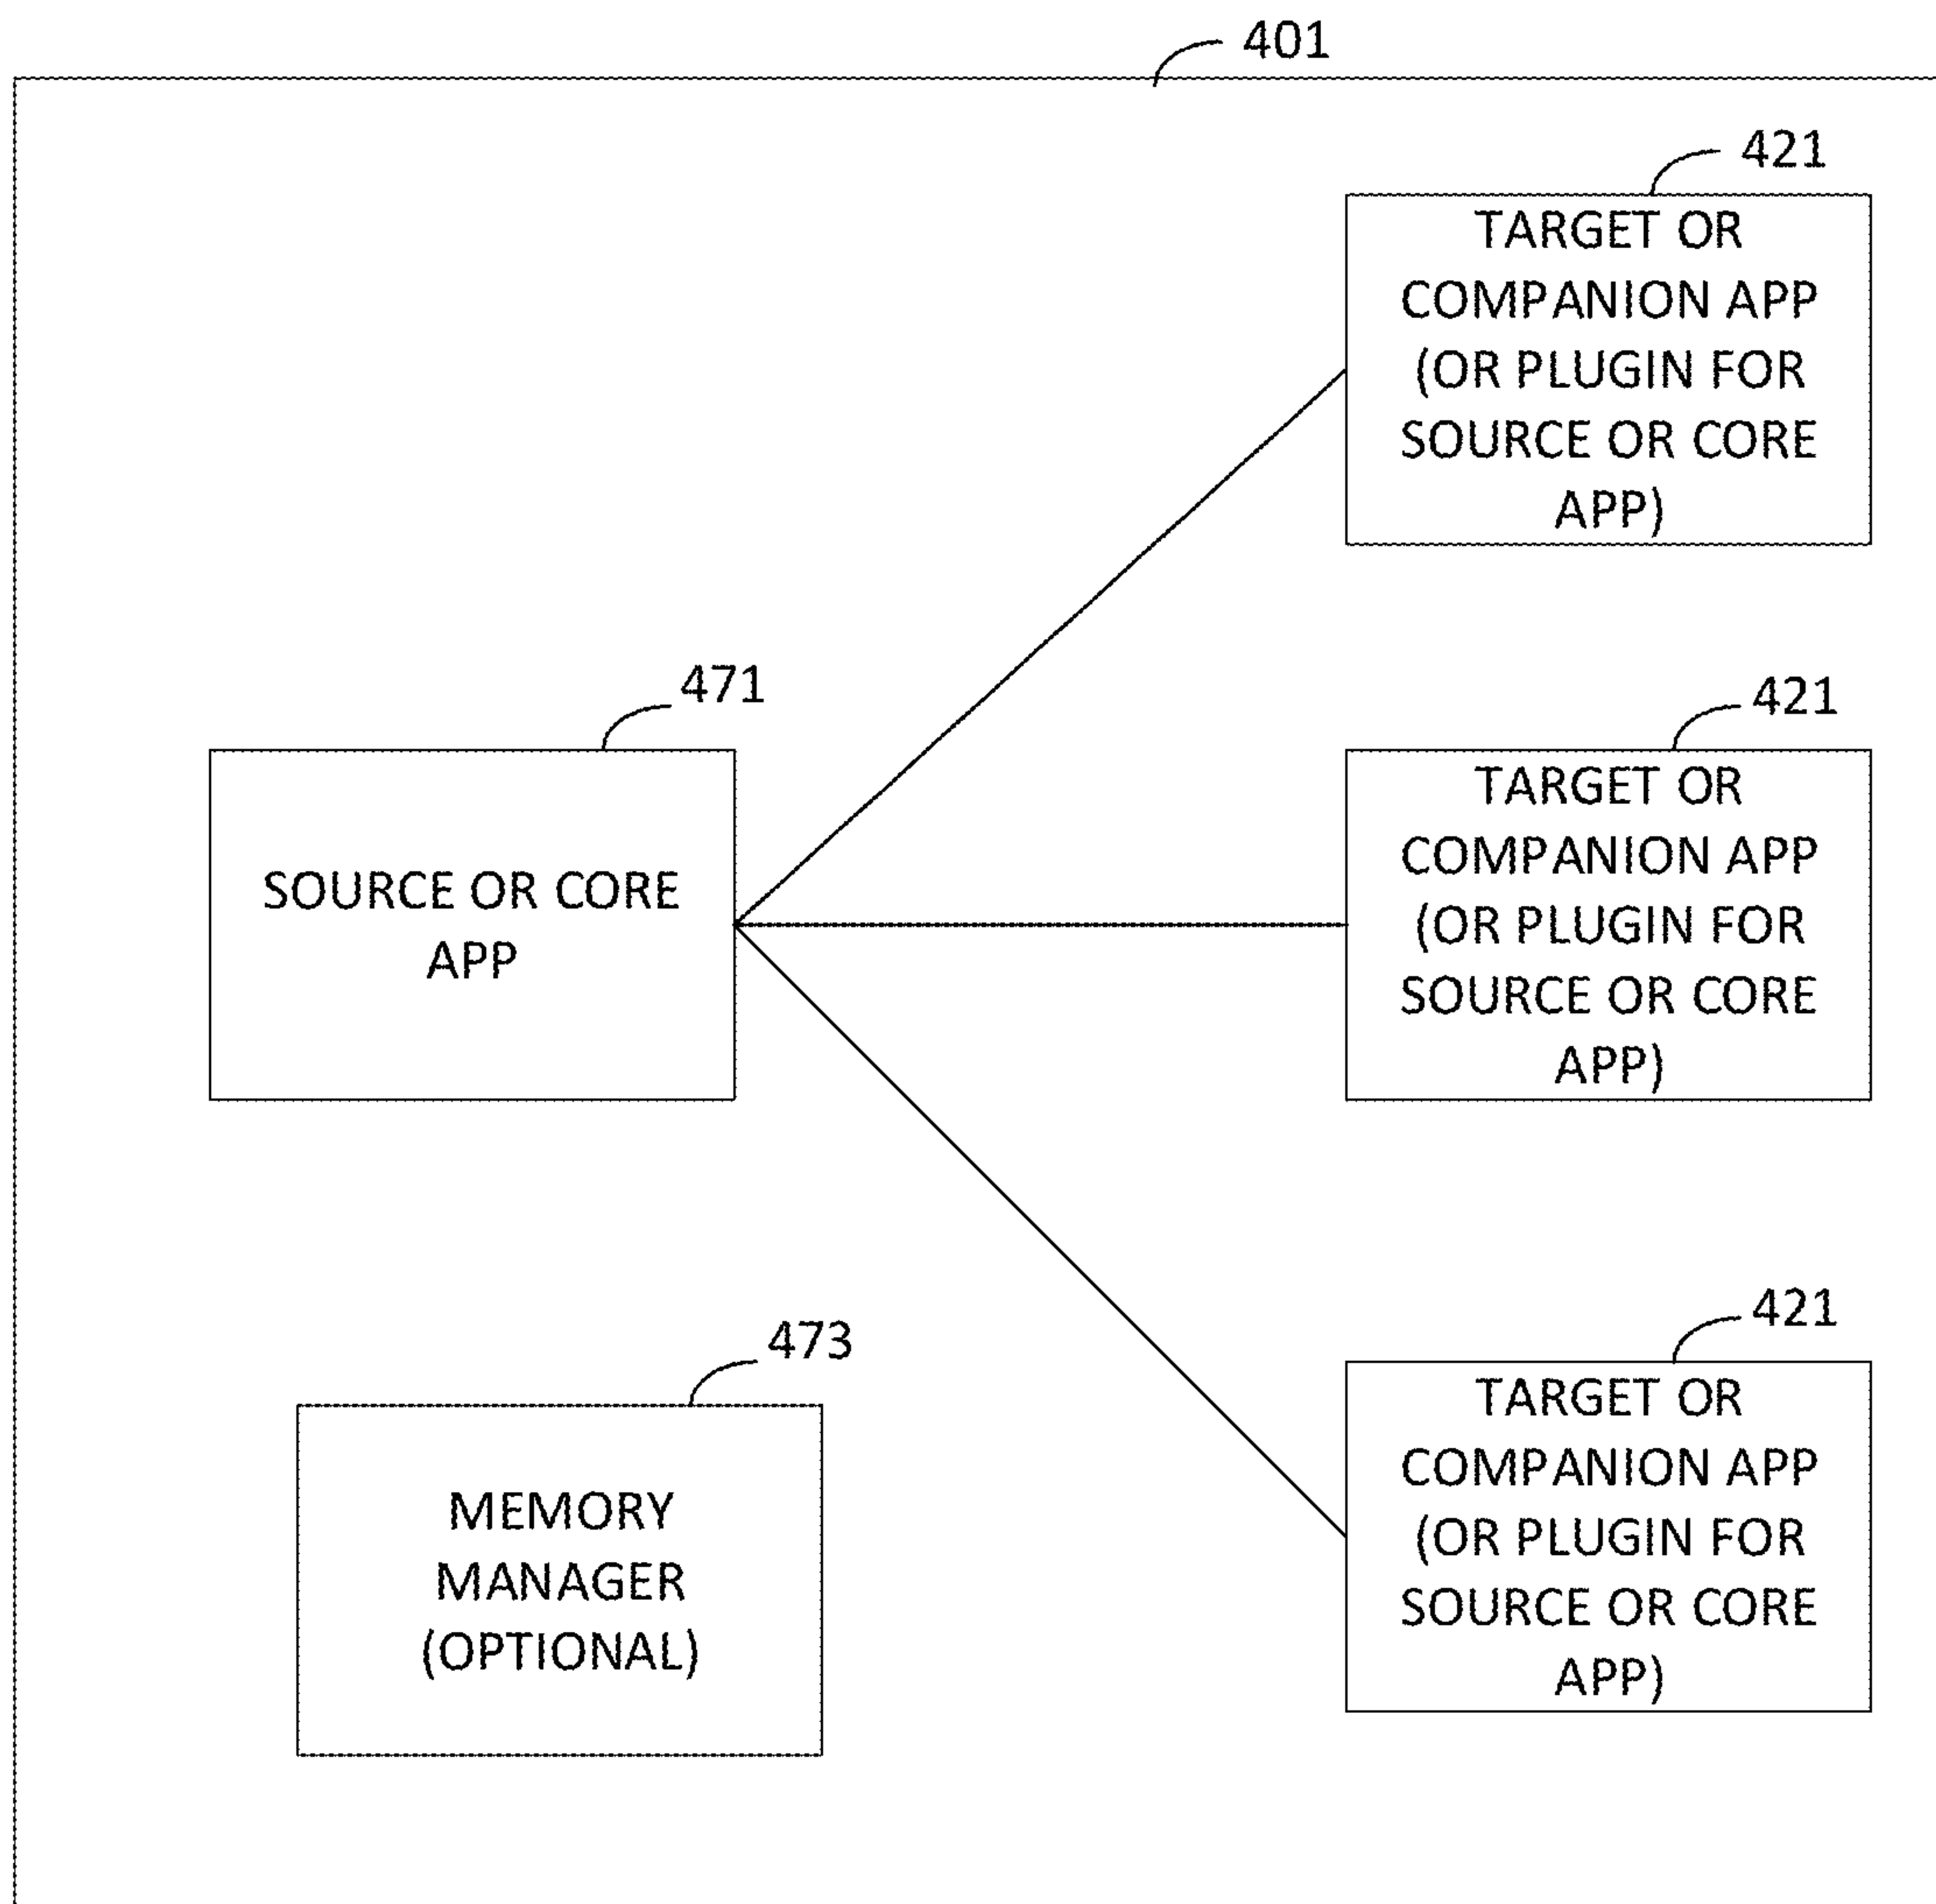 401
421
TARGET OR
COMPANION APP
(OR PLUGIN FOR
SOURCE OR CORE
APP)
471
SOURCE OR CORE
APP
421
TARGET OR
COMPANION APP
(OR PLUGIN FOR
SOURCE OR CORE
APP)
473
MEMORY
MANAGER
(OPTIONAL)
421
TARGET OR
COMPANION APP
(OR PLUGIN FOR
SOURCE OR CORE
APP)